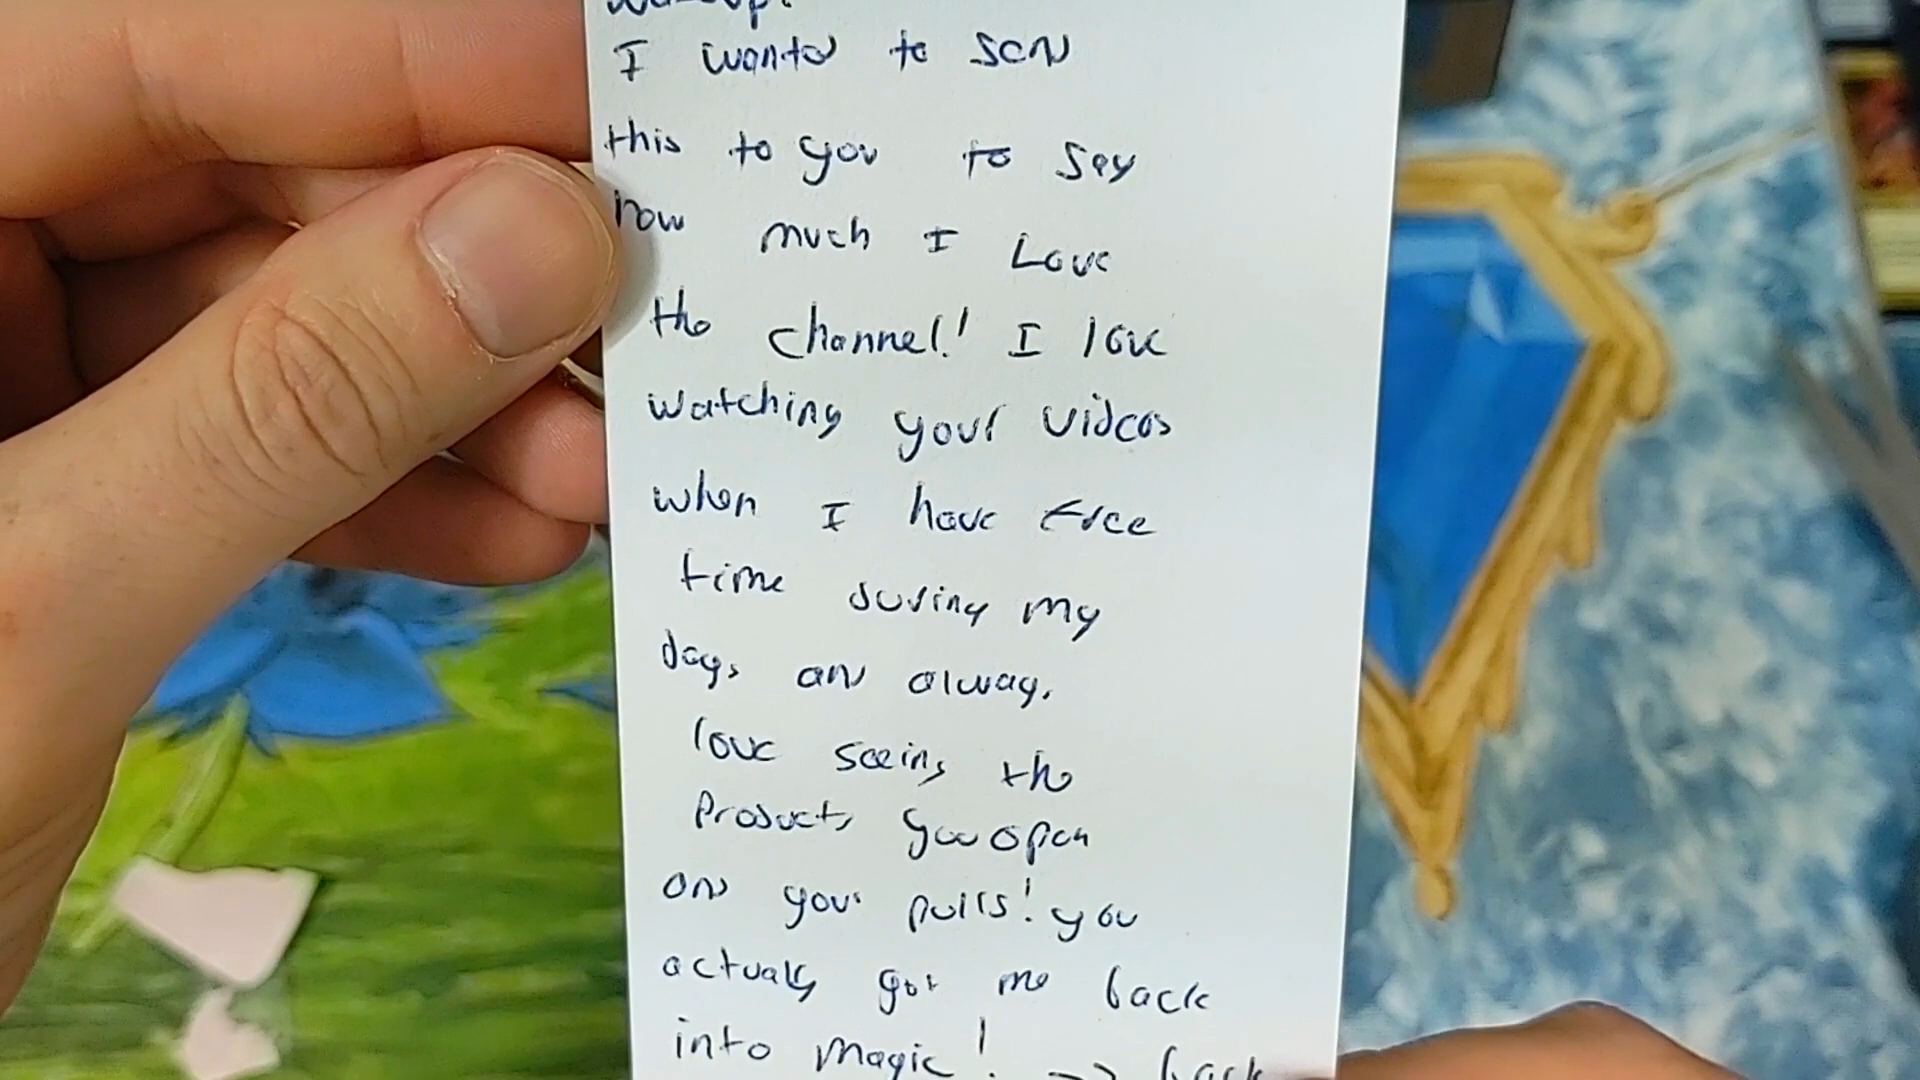 I wanted to send
this to you to say
how much I Love
the channel! I love
watching your videos
when I have free
time during my
days and always
love seeing the
Products you open
and your pulls! you
actually got me back
into Magic! -> back